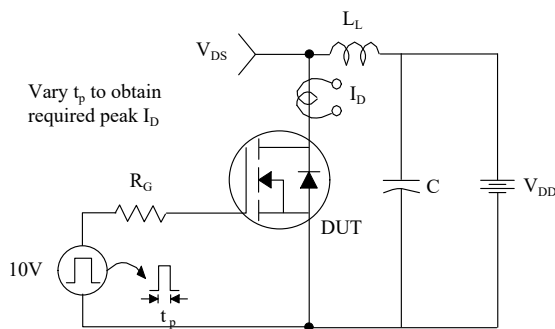 L_L
V_DS
I_D
Vary t_p to obtain
required peak I_D
R_G
C
V_DD
DUT
10V
t_p